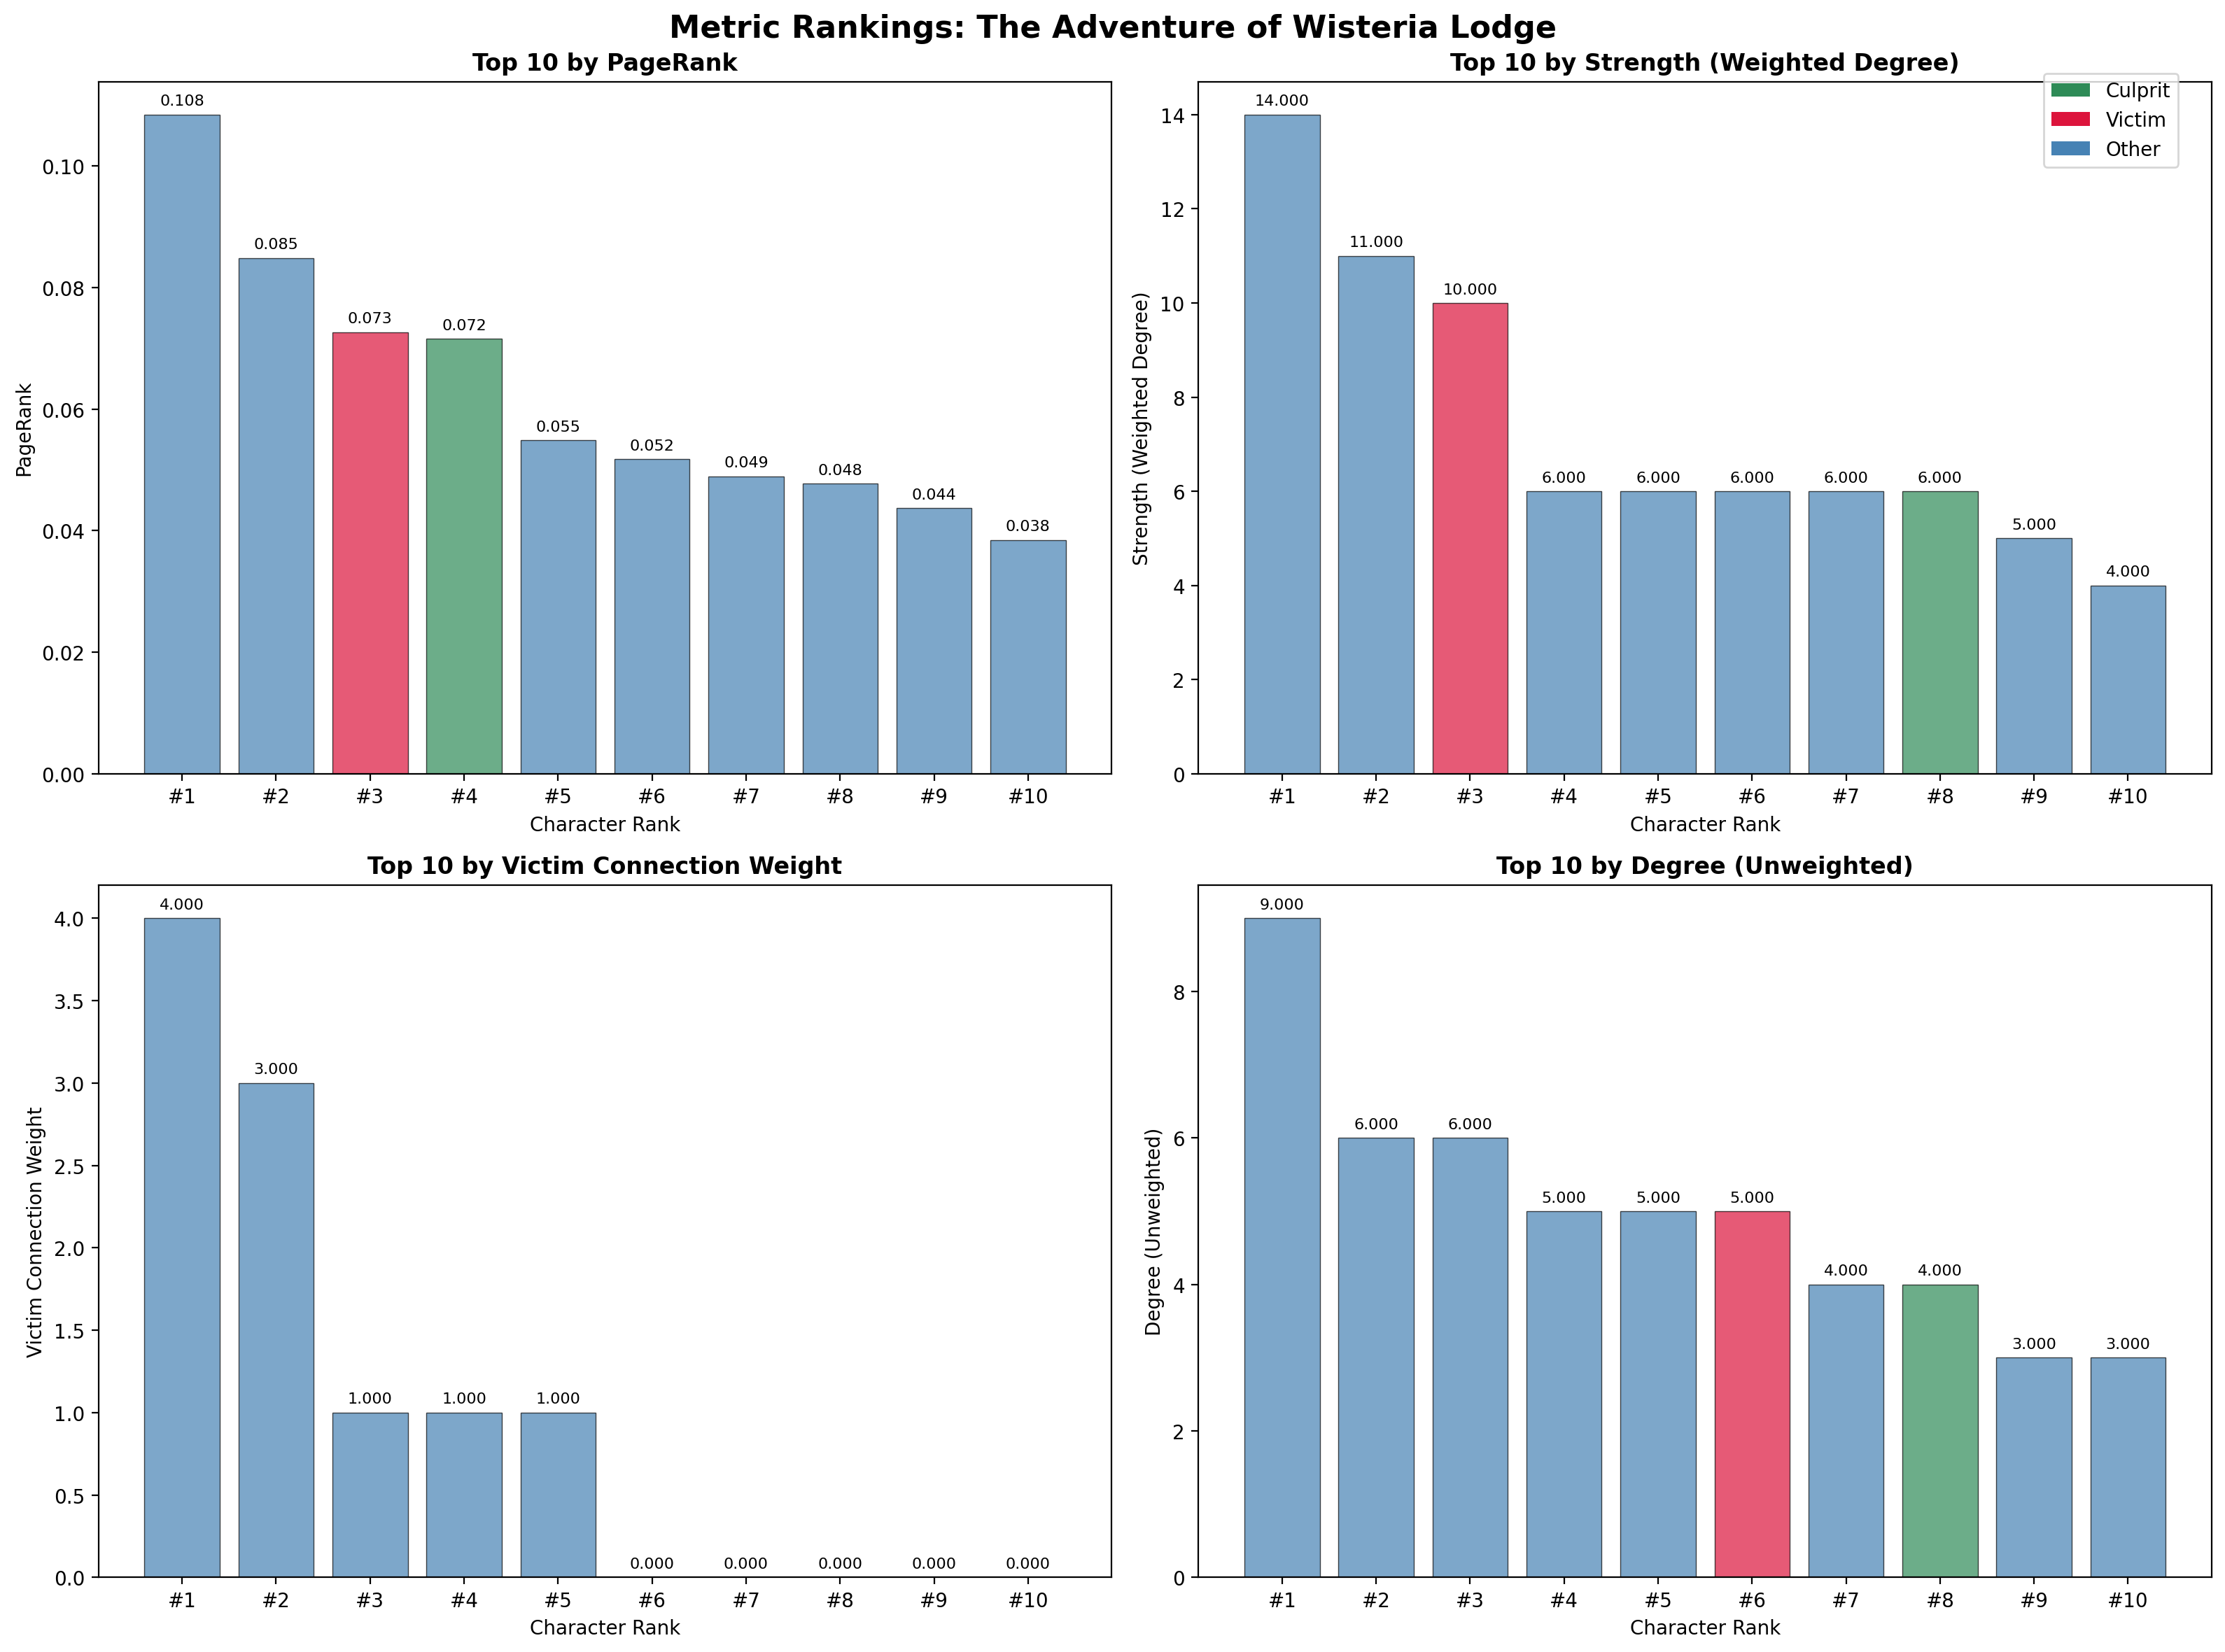 Metric Rankings: The Adventure of Wisteria Lodge
Top 10 by PageRank
0.108
0.085
0.073
0.072
0.055
0.052
0.049
0.048
0.044
0.038
0.10
0.08
0.06
0.04
0.02
0.00
PageRank
#1 #2 #3 #4 #5 #6 #7 #8 #9 #10
Character Rank
Top 10 by Strength (Weighted Degree)
Culprit
Victim
Other
14.000
11.000
10.000
6.000 6.000 6.000 6.000 6.000
5.000
4.000
14
12
10
8
6
4
2
0
Strength (Weighted Degree)
#1 #2 #3 #4 #5 #6 #7 #8 #9 #10
Character Rank
Top 10 by Victim Connection Weight
4.000
3.000
1.000 1.000 1.000
0.000 0.000 0.000 0.000 0.000
4.0
3.5
3.0
2.5
2.0
1.5
1.0
0.5
0.0
Victim Connection Weight
#1 #2 #3 #4 #5 #6 #7 #8 #9 #10
Character Rank
Top 10 by Degree (Unweighted)
9.000
6.000 6.000
5.000 5.000 5.000
4.000 4.000
3.000 3.000
8
6
4
2
0
Degree (Unweighted)
#1 #2 #3 #4 #5 #6 #7 #8 #9 #10
Character Rank